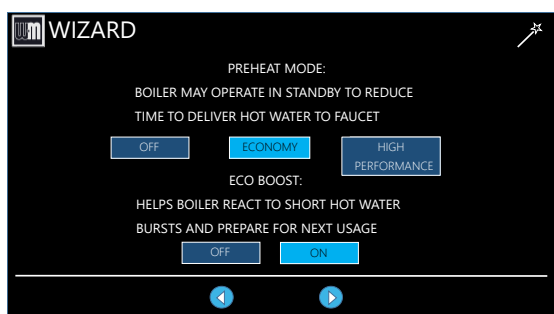 wm WIZARD
PREHEAT MODE:
BOILER MAY OPERATE IN STANDBY TO REDUCE
TIME TO DELIVER HOT WATER TO FAUCET
OFF ECONOMY HIGH
PERFORMANCE
ECO BOOST:
HELPS BOILER REACT TO SHORT HOT WATER
BURSTS AND PREPARE FOR NEXT USAGE
OFF ON